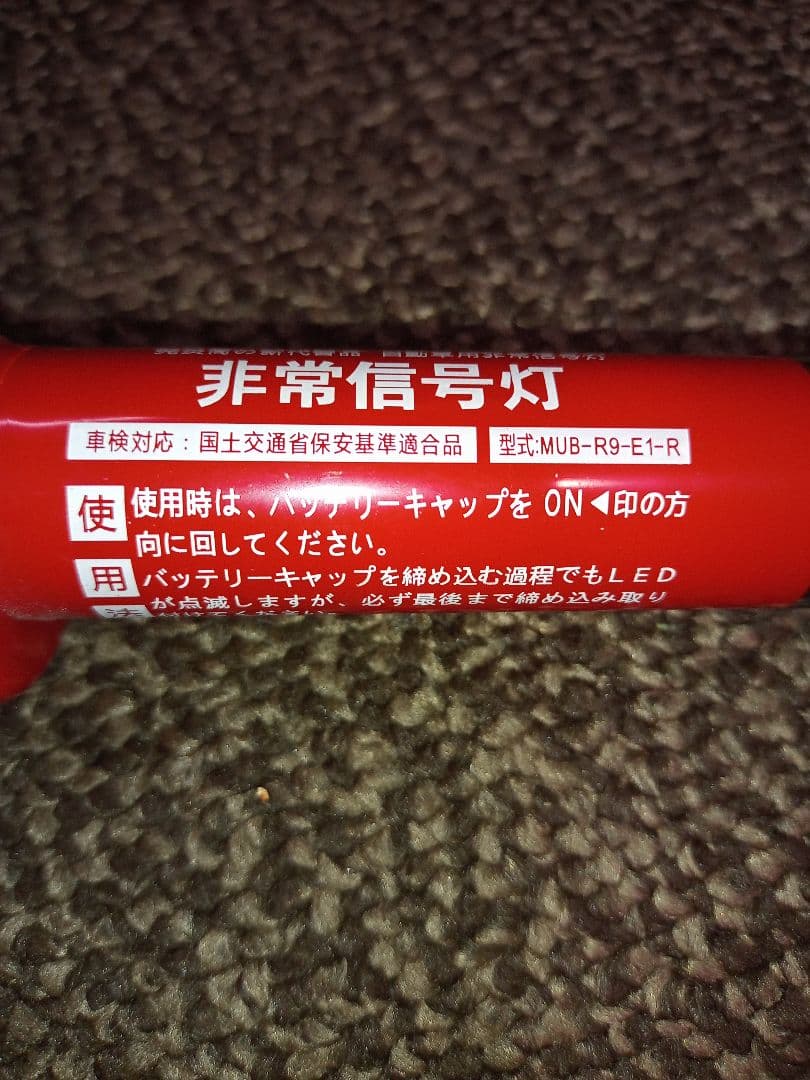 非常信号灯
車検対応：国土交通省保安基準適合品 型式:MUB-R9-E1-R
使用 使用時は、バッテリーキャップを ON◀印の方
向に回してください。
バッテリーキャップを締め込む過程でもLED
が点滅しますが、必ず最後まで締め込み取り